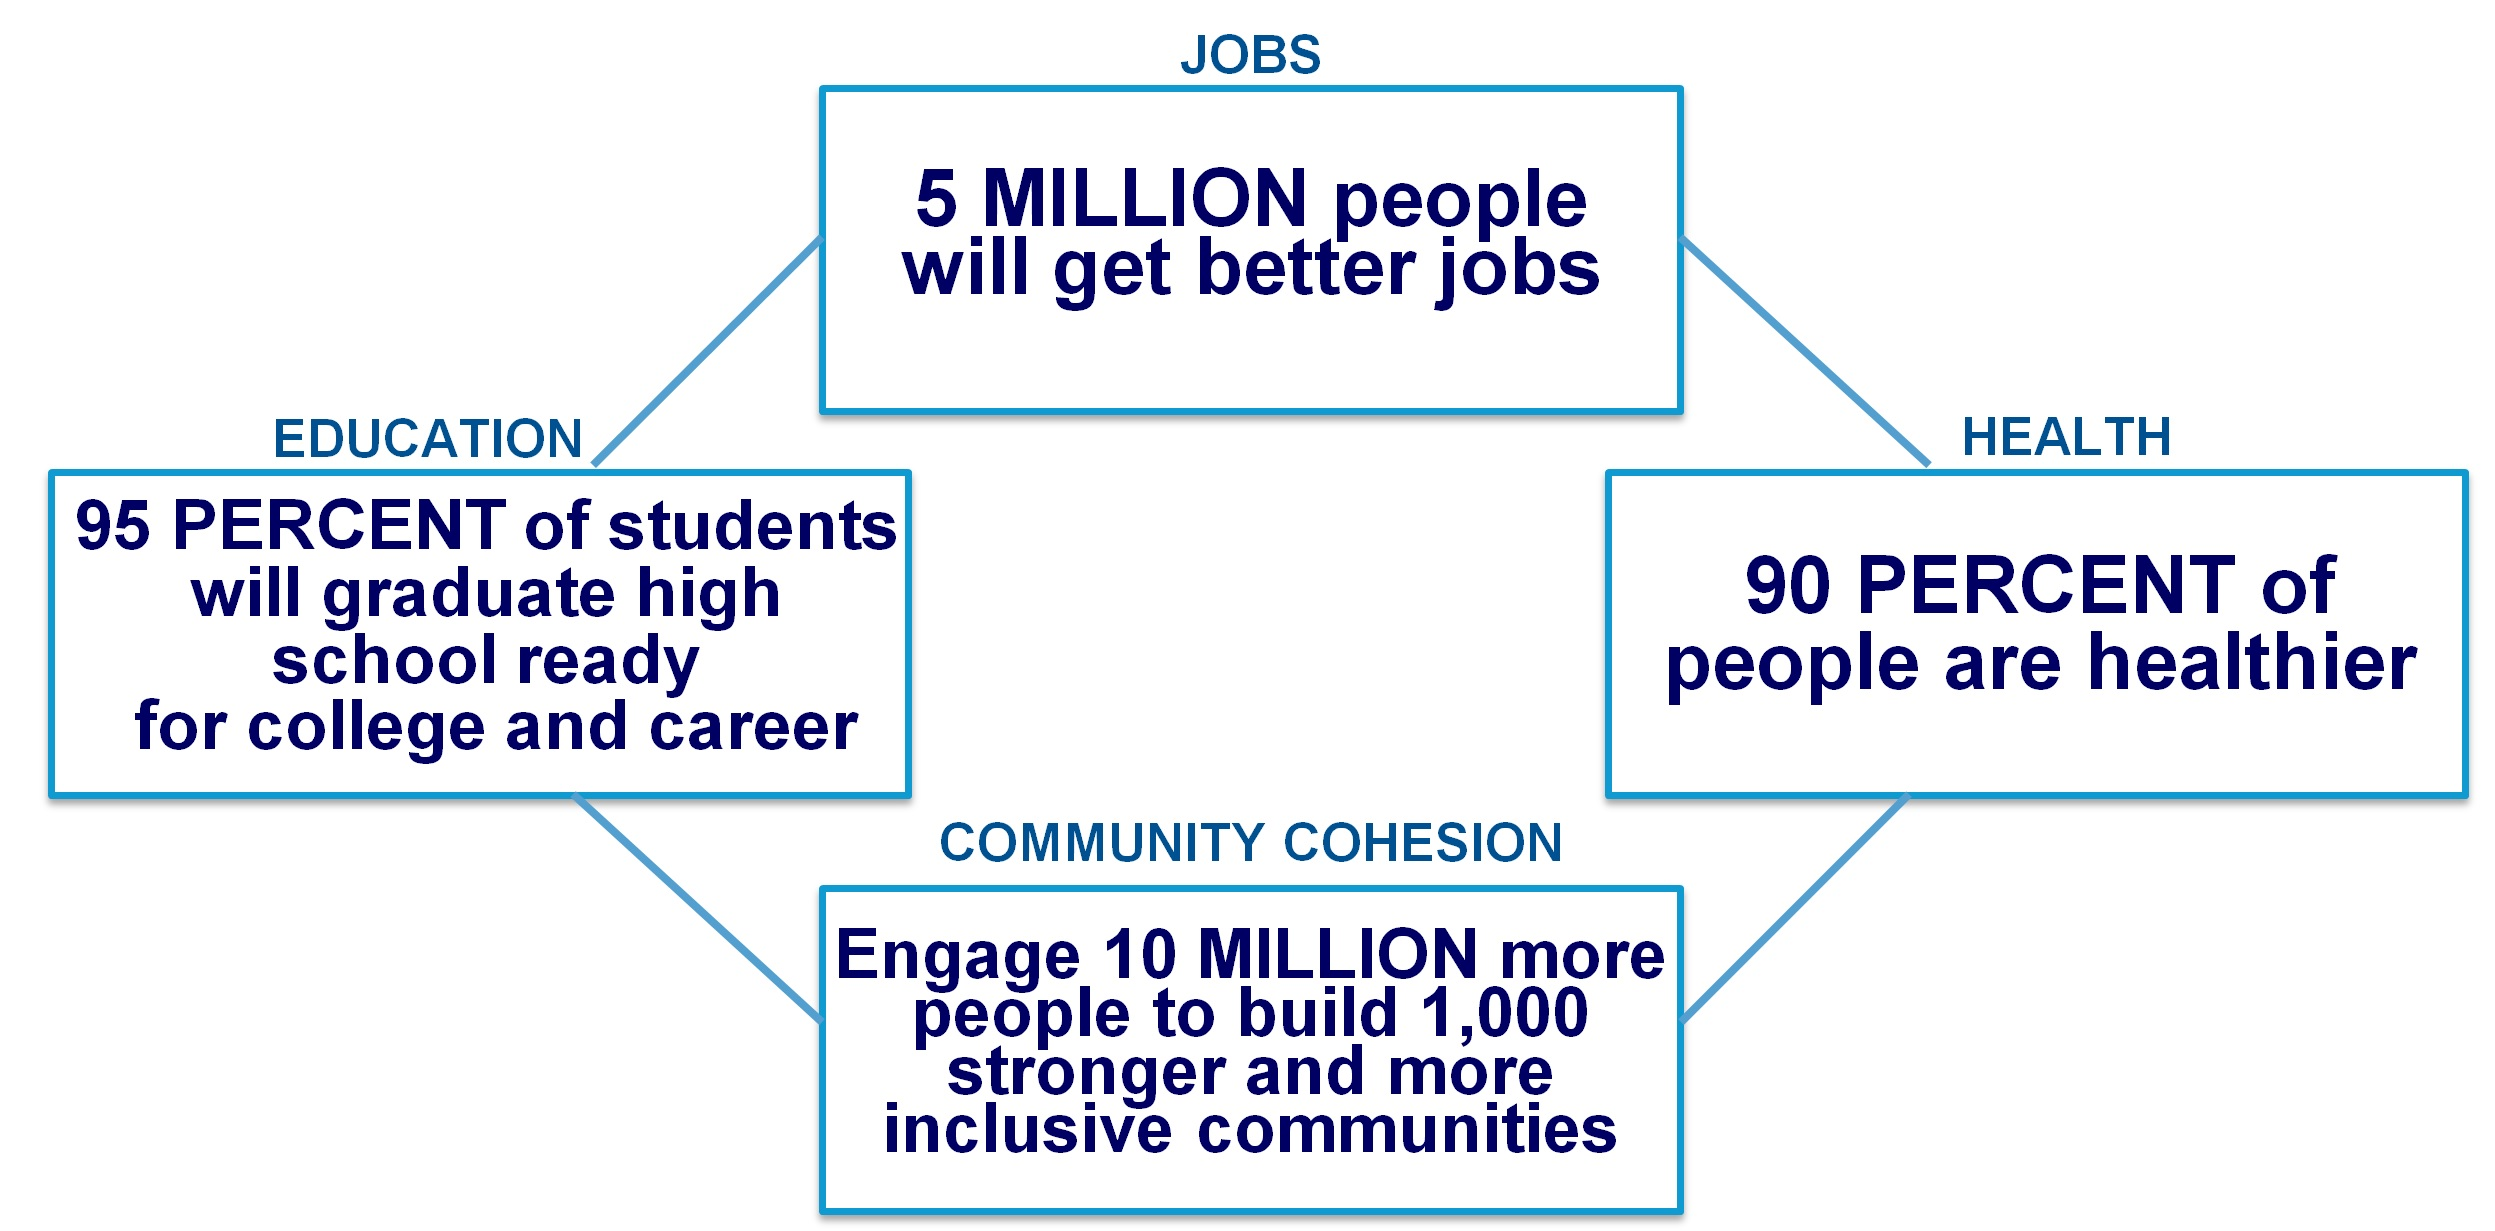 JOBS
5 MILLION people
will get better jobs
EDUCATION
95 PERCENT of students
will graduate high
school ready
for college and career
HEALTH
90 PERCENT of
people are healthier
COMMUNITY COHESION
Engage 10 MILLION more
people to build 1,000
stronger and more
inclusive communities